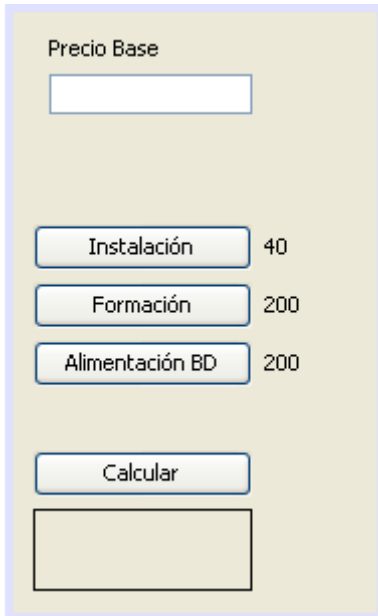 Precio Base
Instalación 40
Formación 200
Alimentación BD 200
Calcular